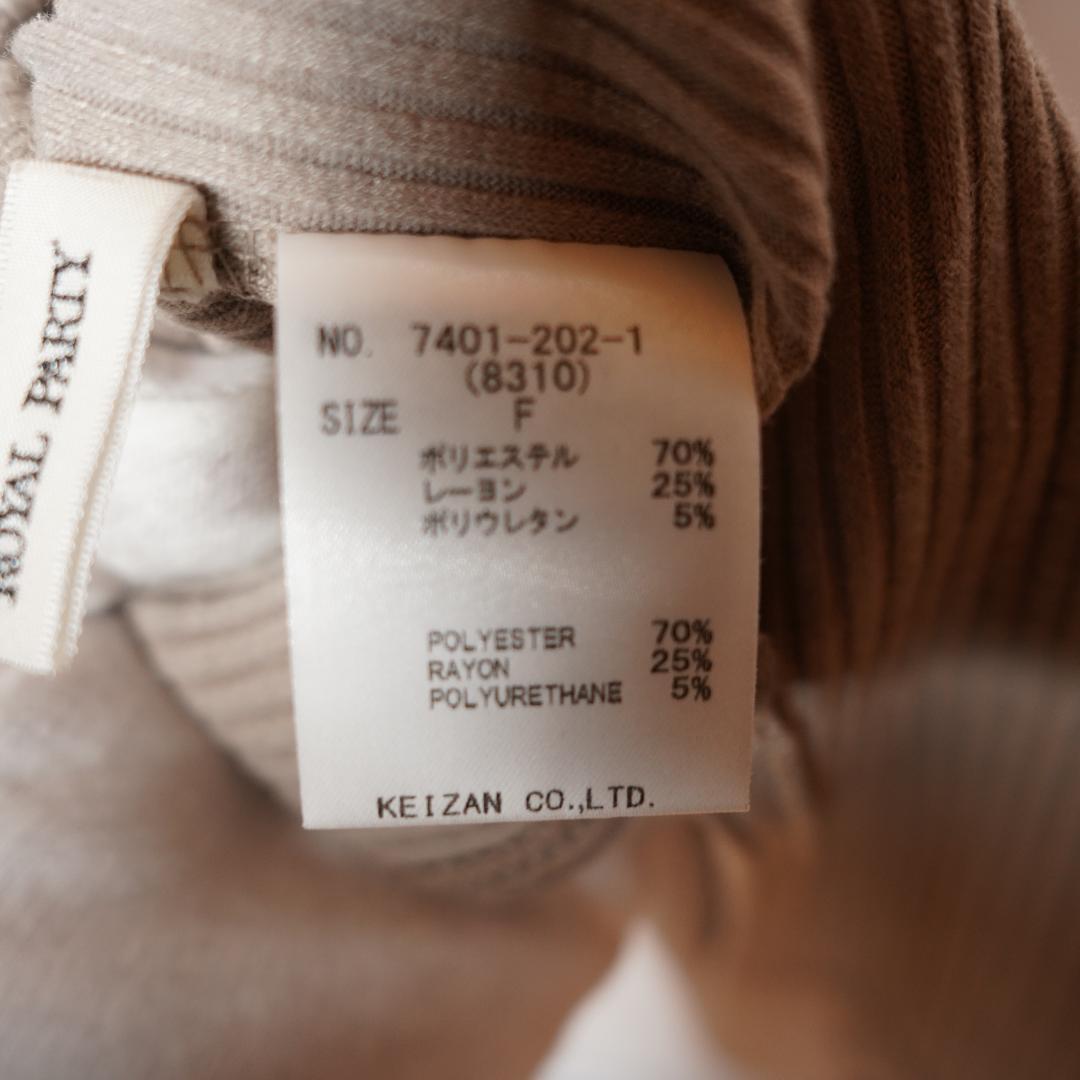 ROYAL PARTY
NO. 7401-202-1
(8310)
SIZE F
ポリエステル 70%
レーヨン 25%
ポリウレタン 5%
POLYESTER 70%
RAYON 25%
POLYURETHANE 5%
KEIZAN CO.,LTD.